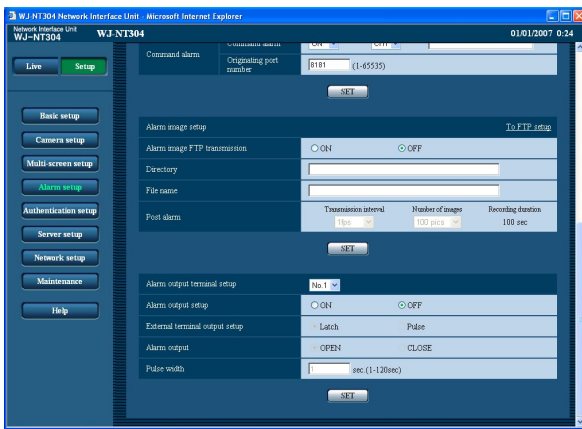 WJ-NT304 Network Interface Unit - Microsoft Internet Explorer
Network Interface Unit
WJ-NT304 WJ-NT304 01/01/2007 0:24
Live Setup
Command alarm
Command alarm ON CH1
Originating port number 8181 (1-65535)
SET
Basic setup
Camera setup
Multi-screen setup
Alarm setup
Authentication setup
Server setup
Network setup
Maintenance
Help
Alarm image setup To FTP setup
Alarm image FTP transmission ON OFF
Directory
File name
Post alarm
Transmission interval Number of images Recording duration
1fps 100 pics 100 sec
SET
Alarm output terminal setup No.1
Alarm output setup ON OFF
External terminal output setup Latch Pulse
Alarm output OPEN CLOSE
Pulse width 1 sec.(1-120sec)
SET